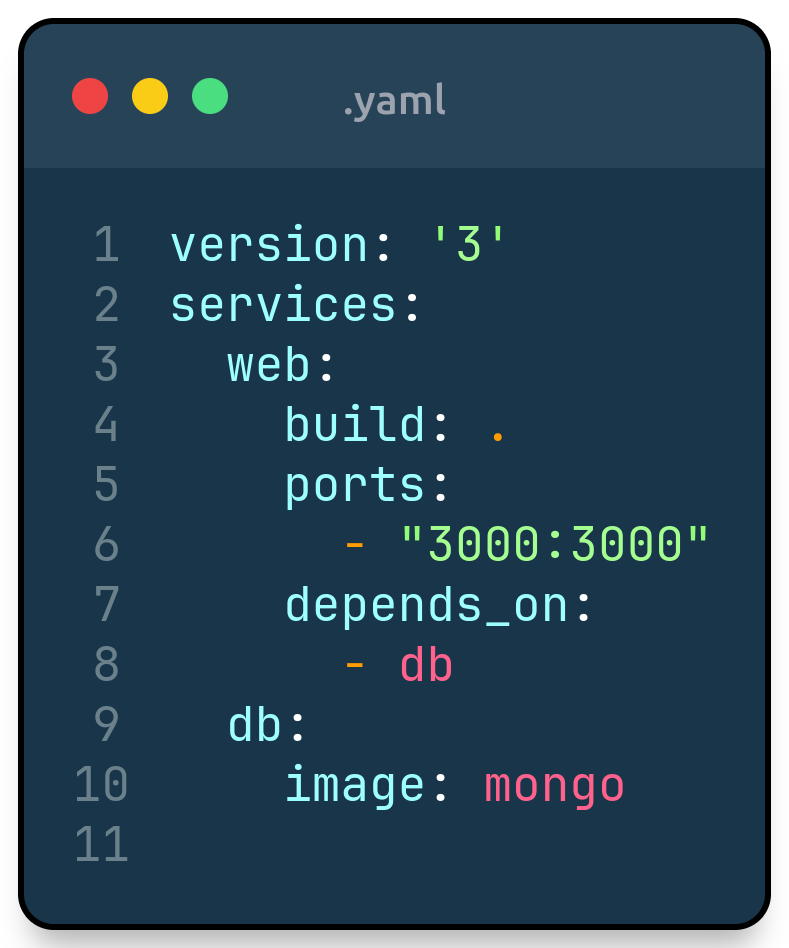 .yaml
1 version: '3'
2 services:
3   web:
4     build: .
5     ports:
6       - "3000:3000"
7     depends_on:
8       - db
9   db:
10     image: mongo
11